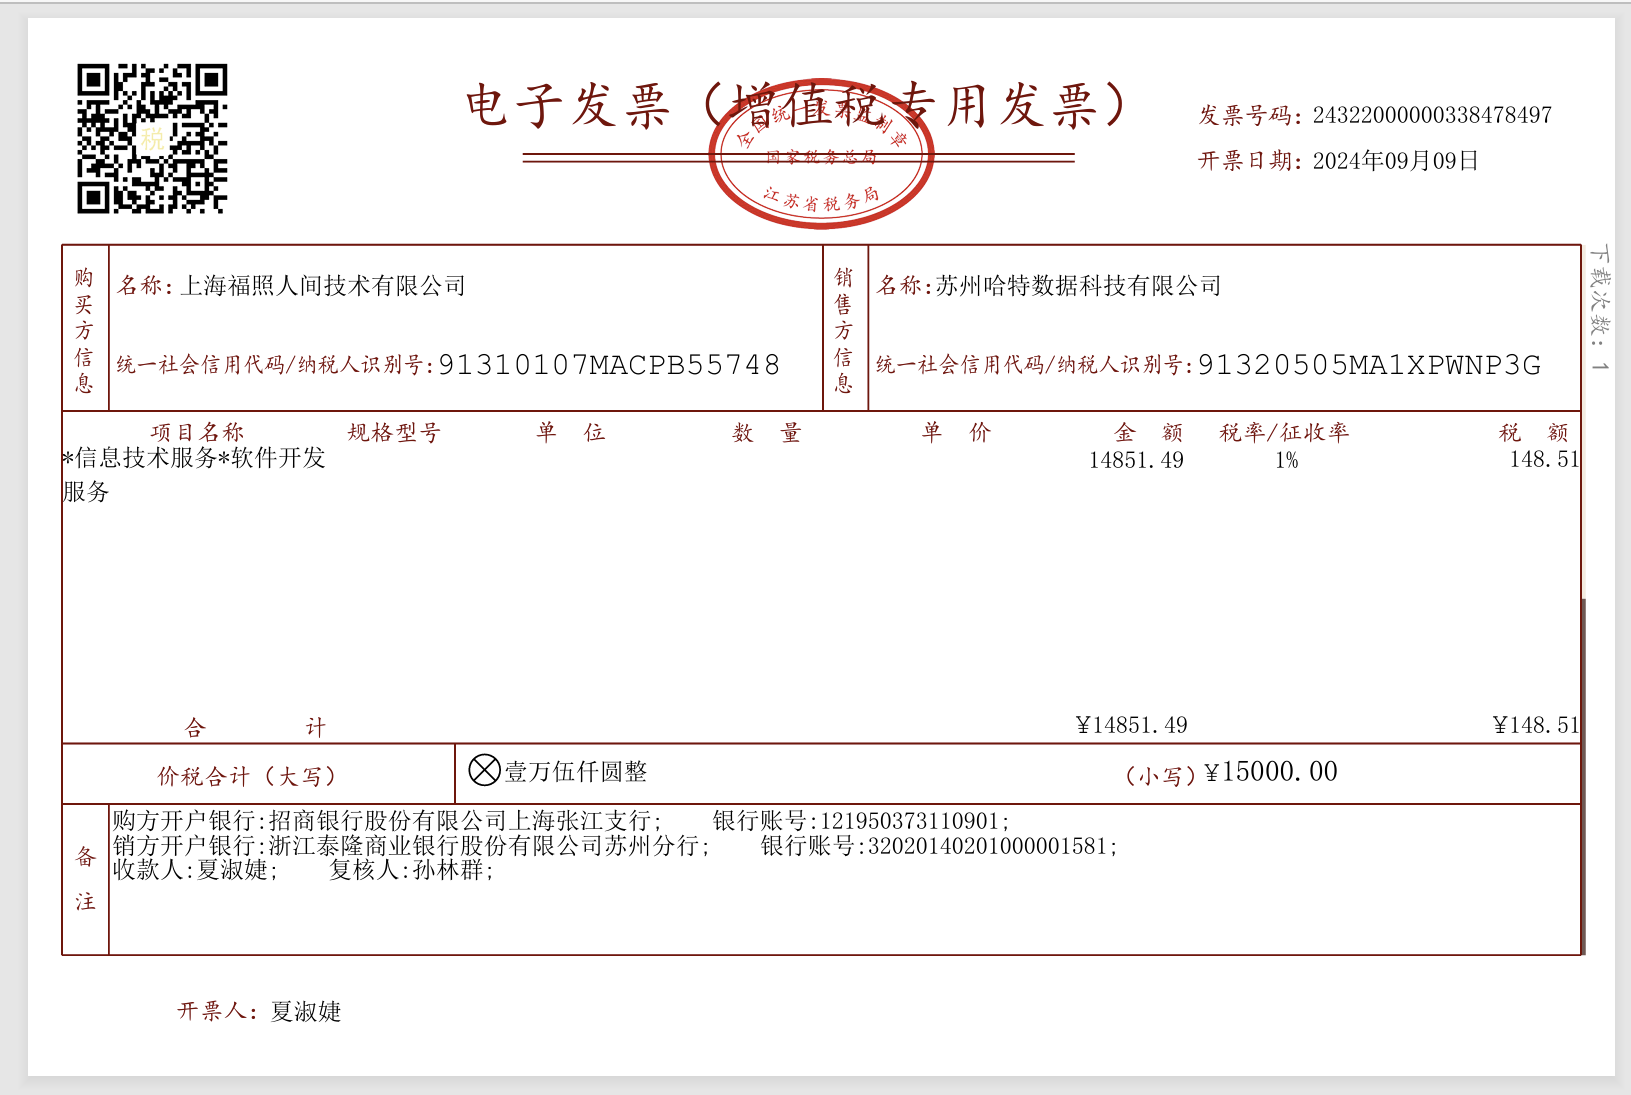 税
电子发票（增值税专用发票）
全国统一发票监制章
国家税务总局
江苏省税务局
发票号码：24322000000338478497
开票日期：2024年09月09日
下载次数：1
购买方信息
名称：上海福照人间技术有限公司
统一社会信用代码/纳税人识别号：91310107MACPB55748
销售方信息
名称：苏州哈特数据科技有限公司
统一社会信用代码/纳税人识别号：91320505MA1XPWNP3G
项目名称 规格型号 单 位 数 量 单 价 金 额 税率/征收率 税 额
*信息技术服务*软件开发 14851.49 1% 148.51
服务
合 计 ¥14851.49 ¥148.51
价税合计（大写） ⊗壹万伍仟圆整 （小写）¥15000.00
备注
购方开户银行:招商银行股份有限公司上海张江支行; 银行账号:121950373110901;
销方开户银行:浙江泰隆商业银行股份有限公司苏州分行; 银行账号:32020140201000001581;
收款人:夏淑婕; 复核人:孙林群;
开票人：夏淑婕